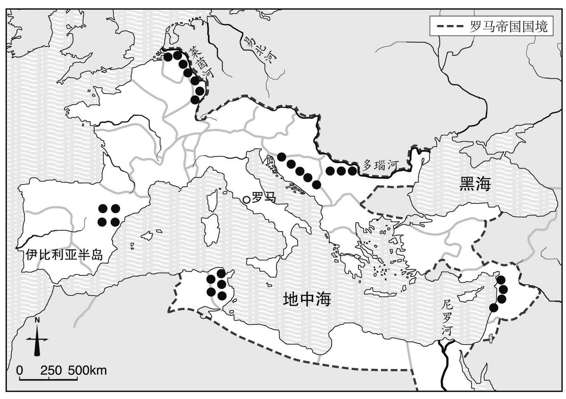 罗马帝国国境
莱茵河
易北河
多瑙河
黑海
罗马
伊比利亚半岛
地中海
尼罗河
N
0 250 500km